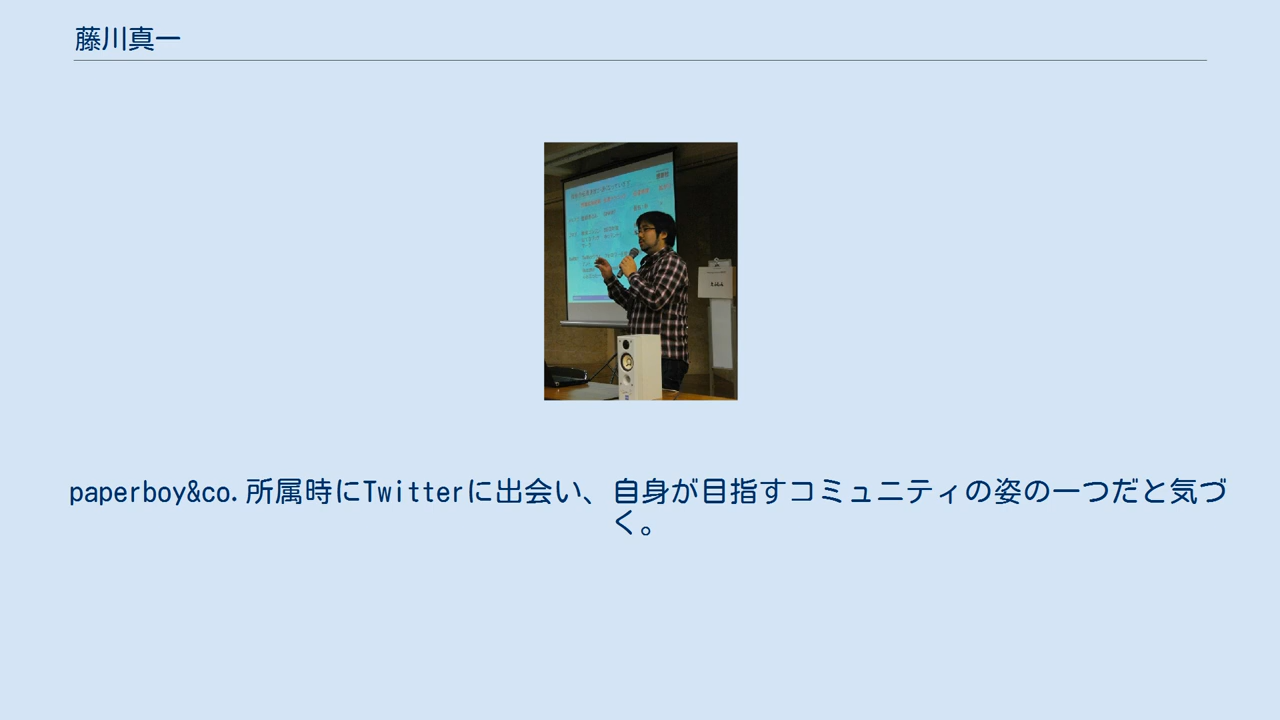 藤川真一
paperboy&co.所属時にTwitterに出会い、自身が目指すコミュニティの姿の一つだと気づ
く。